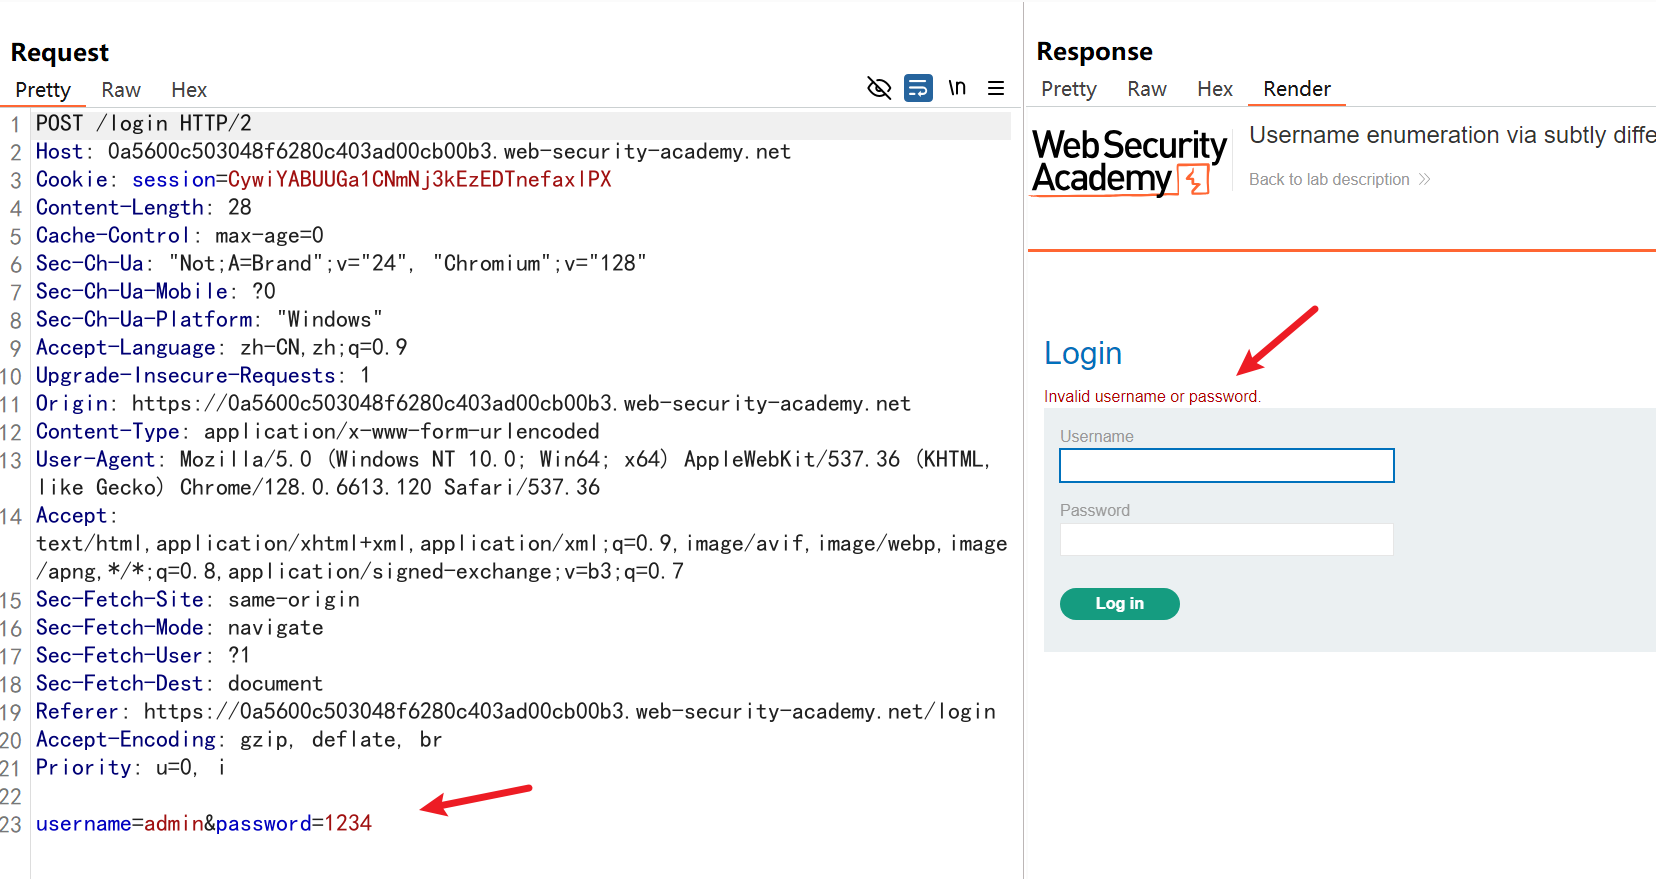 Request
Pretty Raw Hex
\n
1 POST /login HTTP/2
2 Host: 0a5600c503048f6280c403ad00cb00b3.web-security-academy.net
3 Cookie: session=CywiYABUUGa1CNmNj3kEzEDTnefaxlPX
4 Content-Length: 28
5 Cache-Control: max-age=0
6 Sec-Ch-Ua: "Not;A=Brand";v="24", "Chromium";v="128"
7 Sec-Ch-Ua-Mobile: ?0
8 Sec-Ch-Ua-Platform: "Windows"
9 Accept-Language: zh-CN,zh;q=0.9
10 Upgrade-Insecure-Requests: 1
11 Origin: https://0a5600c503048f6280c403ad00cb00b3.web-security-academy.net
12 Content-Type: application/x-www-form-urlencoded
13 User-Agent: Mozilla/5.0 (Windows NT 10.0; Win64; x64) AppleWebKit/537.36 (KHTML,
like Gecko) Chrome/128.0.6613.120 Safari/537.36
14 Accept:
text/html,application/xhtml+xml,application/xml;q=0.9,image/avif,image/webp,image
/apng,*/*;q=0.8,application/signed-exchange;v=b3;q=0.7
15 Sec-Fetch-Site: same-origin
16 Sec-Fetch-Mode: navigate
17 Sec-Fetch-User: ?1
18 Sec-Fetch-Dest: document
19 Referer: https://0a5600c503048f6280c403ad00cb00b3.web-security-academy.net/login
20 Accept-Encoding: gzip, deflate, br
21 Priority: u=0, i
22
23 username=admin&password=1234
Response
Pretty Raw Hex Render
Web Security
Academy
Username enumeration via subtly diffe
Back to lab description
Login
Invalid username or password.
Username
Password
Log in